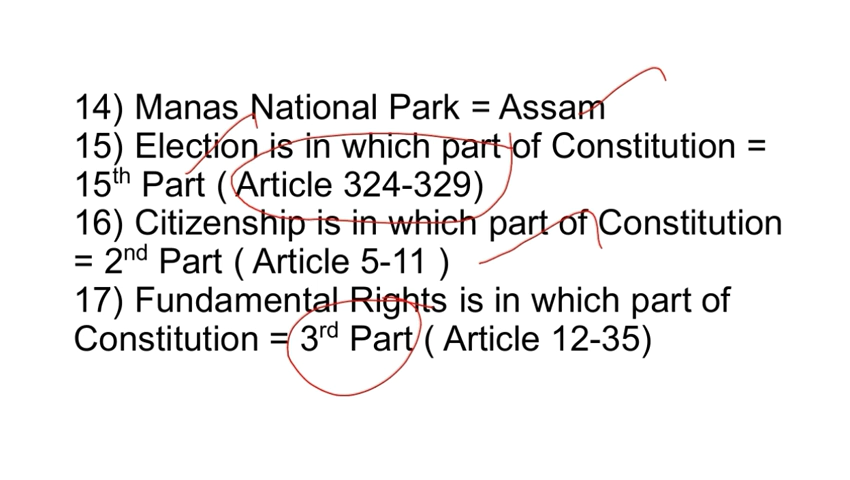 14) Manas National Park = Assam
15) Election is in which part of Constitution =
15th Part ( Article 324-329)
16) Citizenship is in which part of Constitution
= 2nd Part ( Article 5-11 )
17) Fundamental Rights is in which part of
Constitution = 3rd Part ( Article 12-35)